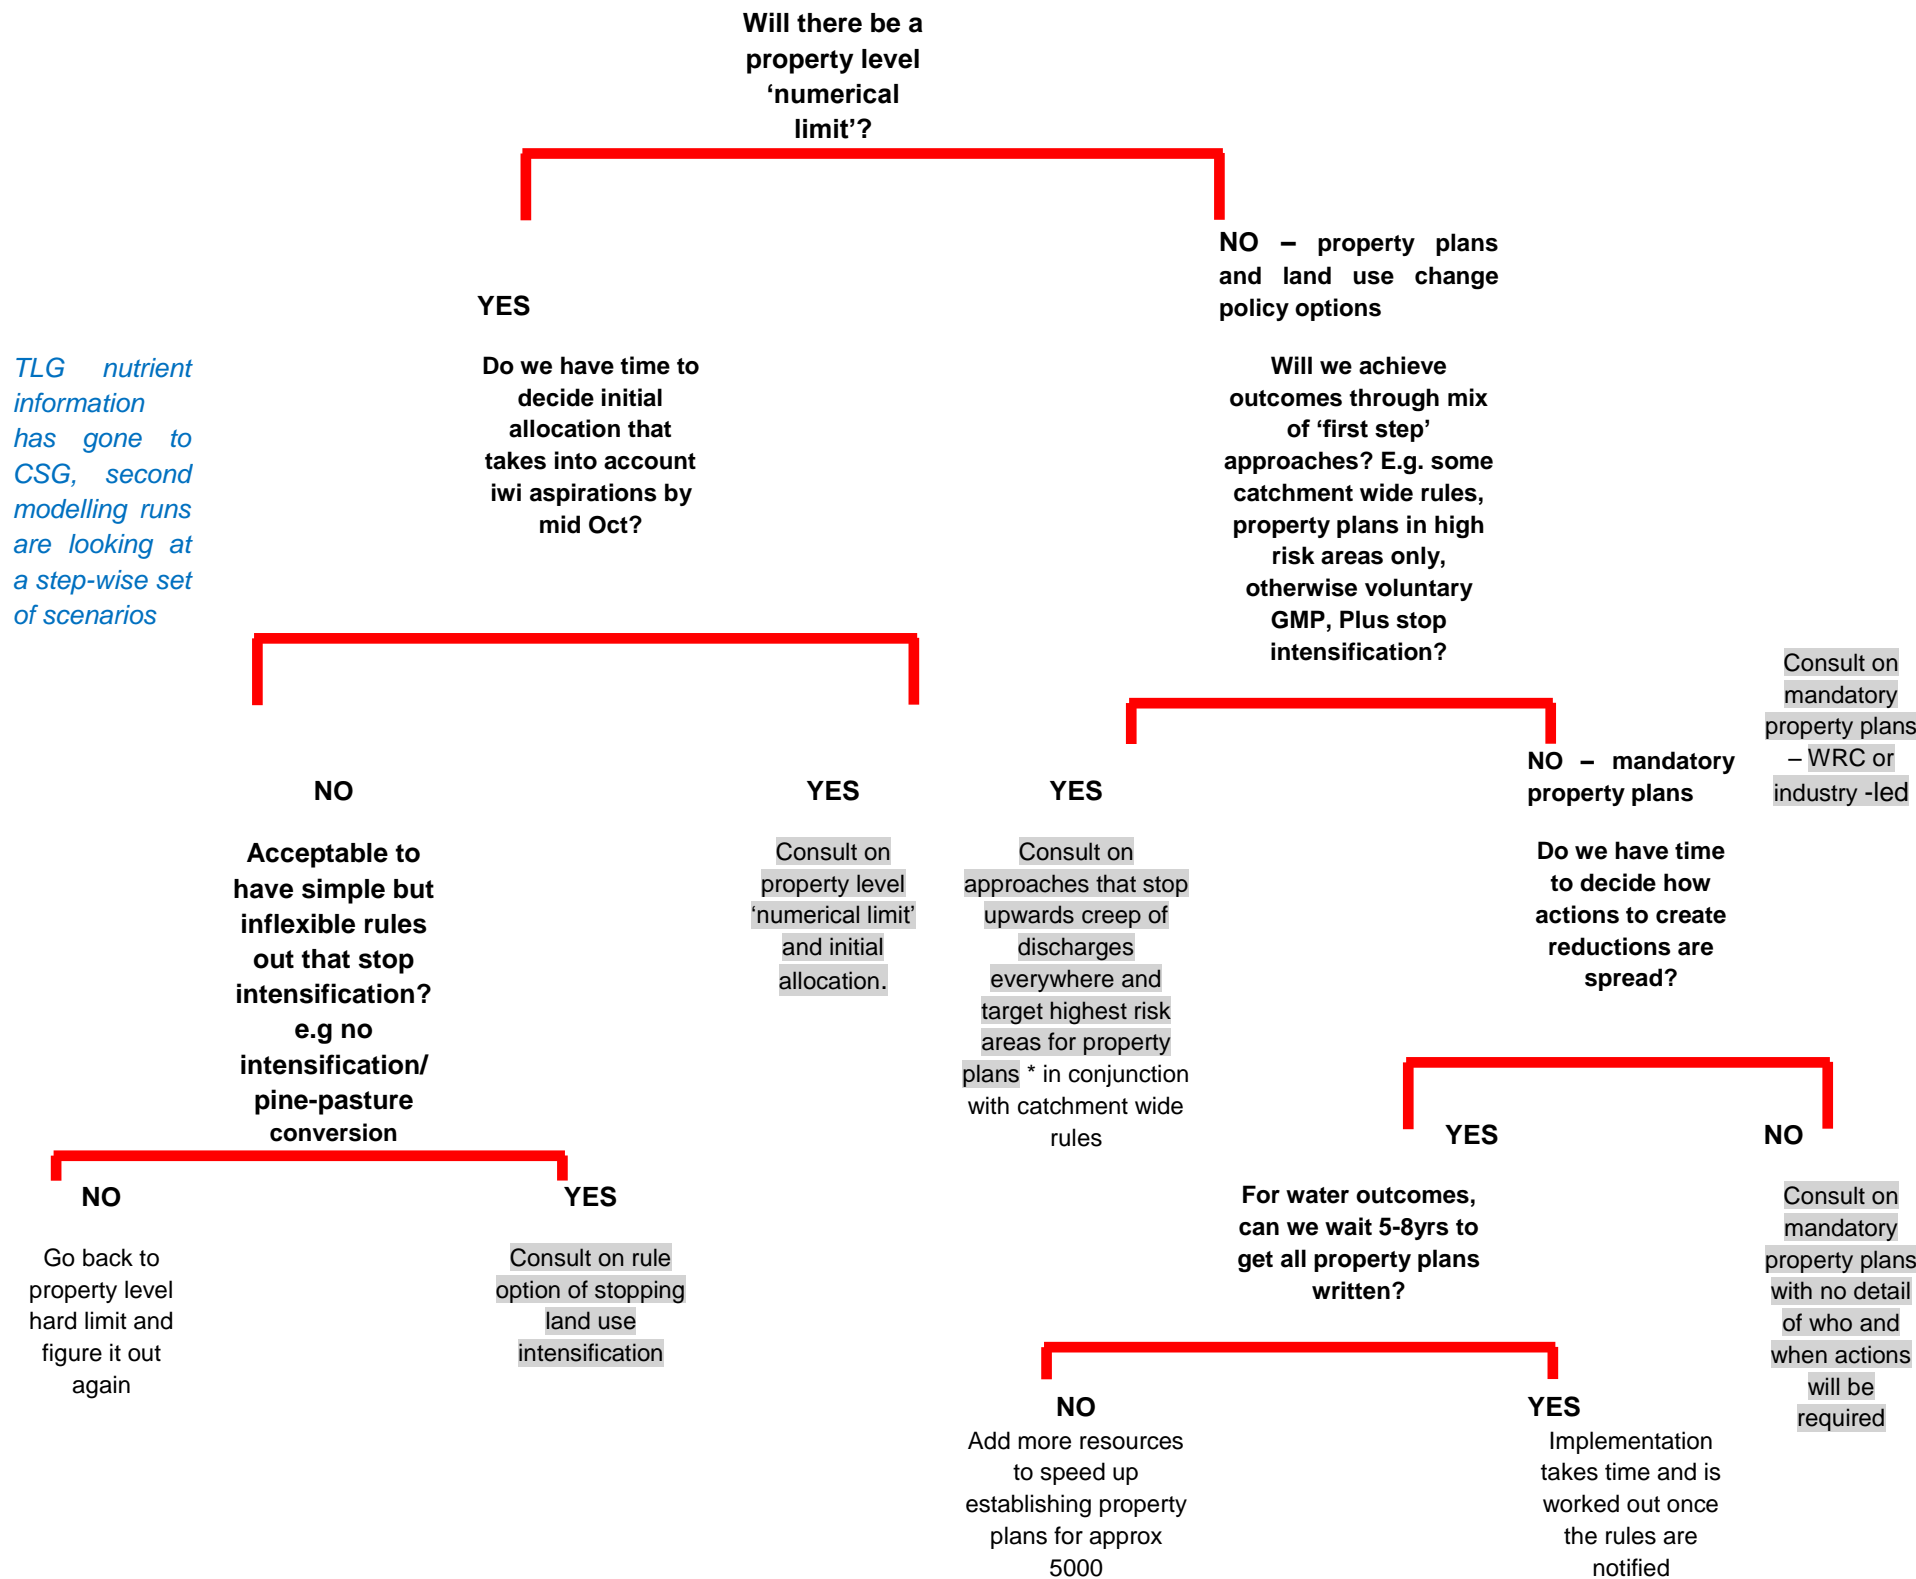 Will there be a
property level
‘numerical
limit’?
NO – property plans
and land use change
policy options
YES
TLG nutrient
information
has gone to
CSG, second
modelling runs
are looking at
a step-wise set
of scenarios
Do we have time to
decide initial
allocation that
takes into account
iwi aspirations by
mid Oct?
Will we achieve
outcomes through mix
of ‘first step’
approaches? E.g. some
catchment wide rules,
property plans in high
risk areas only,
otherwise voluntary
GMP, Plus stop
intensification?
Consult on
mandatory
property plans
– WRC or
industry -led
NO
YES
YES
NO – mandatory
property plans
Acceptable to
have simple but
inflexible rules
out that stop
intensification?
e.g no
intensification/
pine-pasture
conversion
Consult on
property level
‘numerical limit’
and initial
allocation.
Consult on
approaches that stop
upwards creep of
discharges
everywhere and
target highest risk
areas for property
plans * in conjunction
with catchment wide
rules
Do we have time
to decide how
actions to create
reductions are
spread?
YES
NO
NO
YES
For water outcomes,
can we wait 5-8yrs to
get all property plans
written?
Consult on
mandatory
property plans
with no detail
of who and
when actions
will be
required
Go back to
property level
hard limit and
figure it out
again
Consult on rule
option of stopping
land use
intensification
NO
Add more resources
to speed up
establishing property
plans for approx
5000
YES
Implementation
takes time and is
worked out once
the rules are
notified